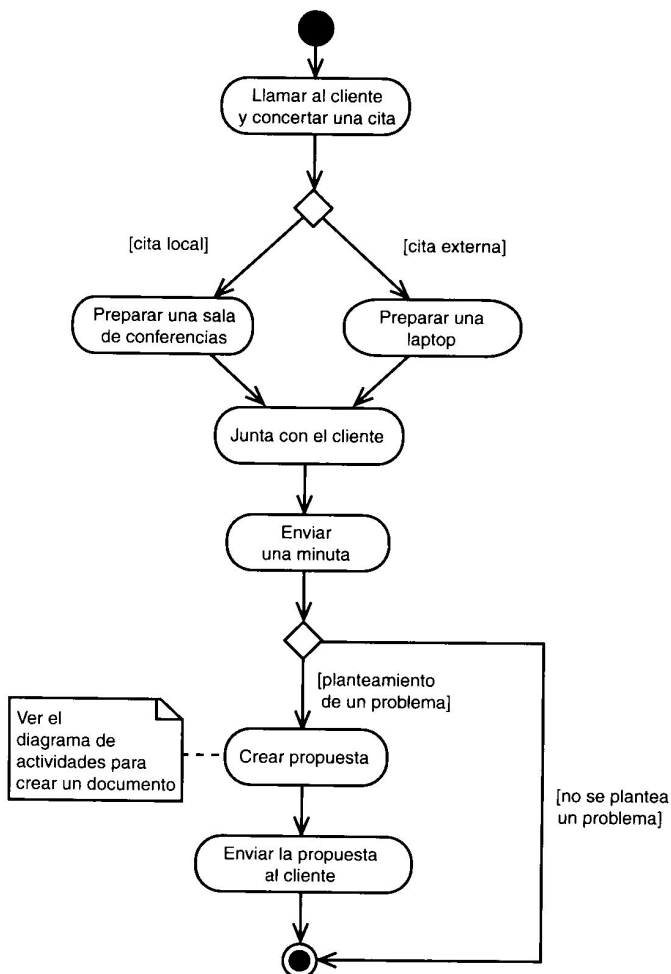 Llamar al cliente
y concertar una cita
[cita local]
[cita externa]
Preparar una sala
de conferencias
Preparar una
laptop
Junta con el cliente
Enviar
una minuta
[planteamiento
de un problema]
Ver el
diagrama de
actividades para
crear un documento
Crear propuesta
[no se plantea
un problema]
Enviar la propuesta
al cliente